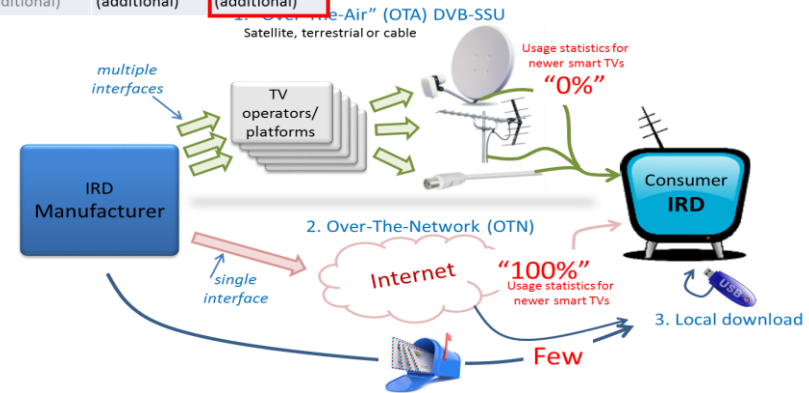 (additional)
(additional)
1. "Over-The-Air" (OTA) DVB-SSU
Satellite, terrestrial or cable
Usage statistics for
newer smart TVs
"0%"
multiple
interfaces
TV
operators/
platforms
IRD
Manufacturer
Consumer
IRD
2. Over-The-Network (OTN)
Internet
"100%"
Usage statistics for
newer smart TVs
single
interface
USB
3. Local download
Few